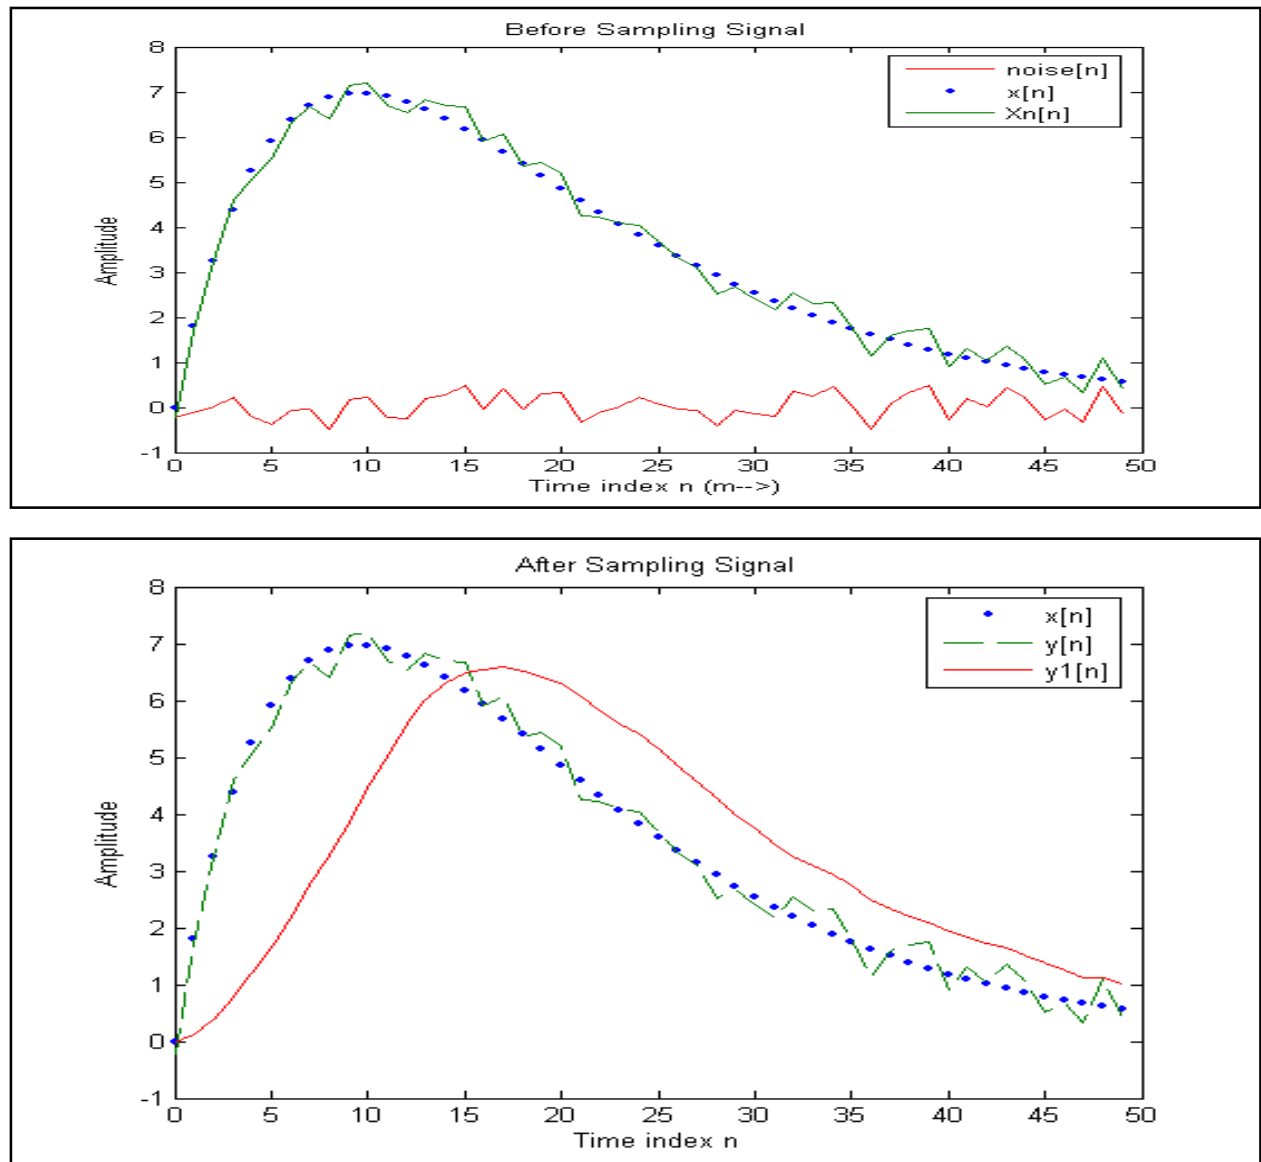 Before Sampling Signal
noise[n]
x[n]
Xn[n]
8
7
6
5
4
3
2
1
0
-1
Amplitude
0 5 10 15 20 25 30 35 40 45 50
Time index n (m-->)
After Sampling Signal
x[n]
y[n]
y1[n]
8
7
6
5
4
3
2
1
0
-1
Amplitude
0 5 10 15 20 25 30 35 40 45 50
Time index n